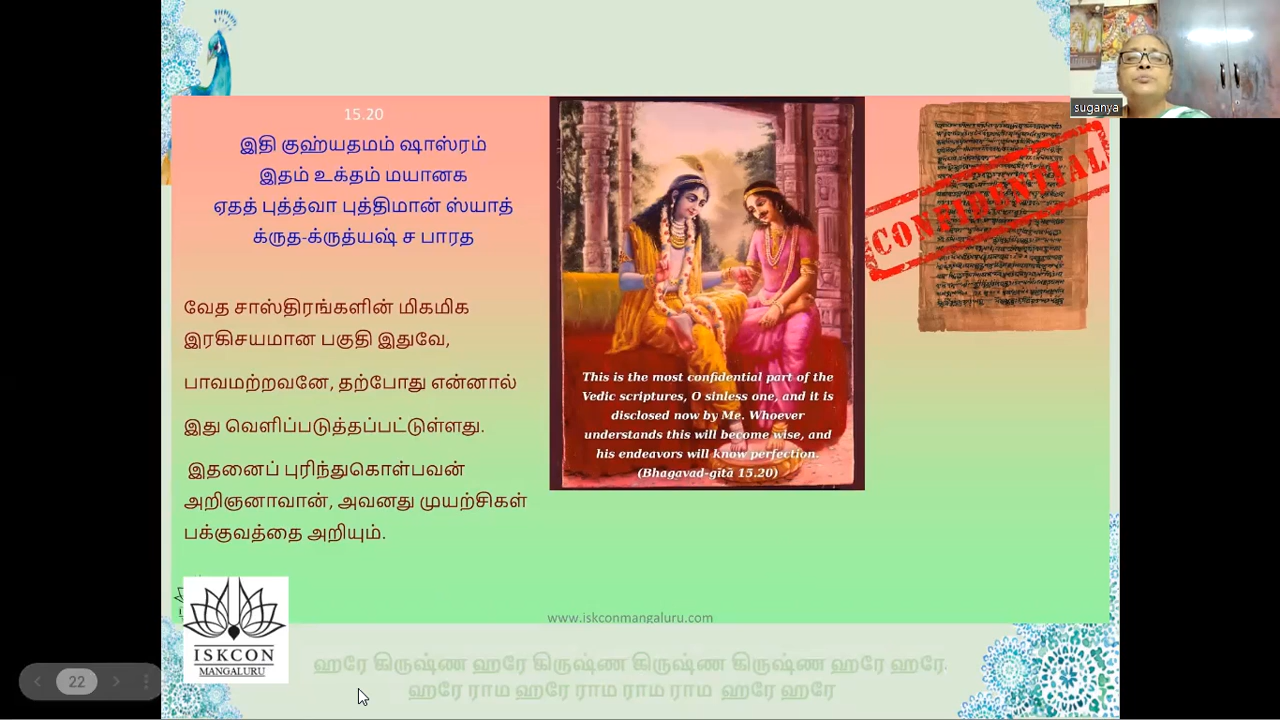 15.20
இதி குஹ்யதமம் ஷாஸ்ரம்
இதம் உக்தம் மயானக
ஏதத் புத்த்வா புத்திமான் ஸ்யாத்
க்ருத-க்ருத்யஷ் ச பாரத
வேத சாஸ்திரங்களின் மிகமிக
இரகிசயமான பகுதி இதுவே,
பாவமற்றவனே, தற்போது என்னால்
இது வெளிப்படுத்தப்பட்டுள்ளது.
இதனைப் புரிந்துகொள்பவன்
அறிஞனாவான், அவனது முயற்சிகள்
பக்குவத்தை அறியும்.
This is the most confidential part of the
Vedic scriptures, O sinless one, and it is
disclosed now by Me. Whoever
understands this will become wise, and
his endeavors will know perfection.
(Bhagavad-gītā 15.20)
CONFIDENTIAL
suganya
www.iskconmangaluru.com
ISKCON
MANGALURU
ஹரே கிருஷ்ண ஹரே கிருஷ்ண கிருஷ்ண கிருஷ்ண ஹரே ஹரே
ஹரே ராம ஹரே ராம ராம ராம ஹரே ஹரே
22